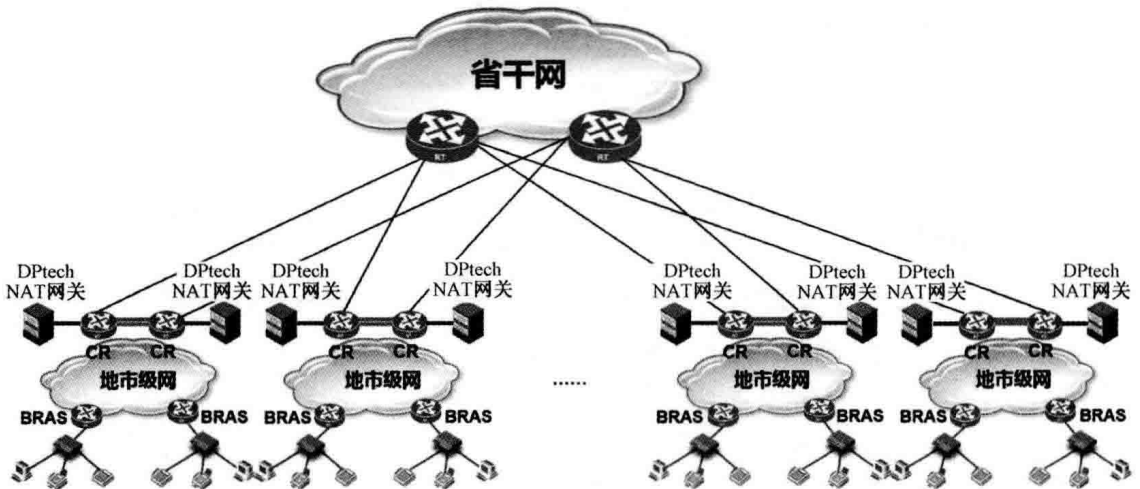 省干网
RT RT
DPtech DPtech DPtech DPtech DPtech DPtech DPtech DPtech
NAT网关 NAT网关 NAT网关 NAT网关 NAT网关 NAT网关 NAT网关 NAT网关
CR CR CR CR CR CR CR CR
地市级网 地市级网 …… 地市级网 地市级网
BRAS BRAS BRAS BRAS BRAS BRAS BRAS BRAS